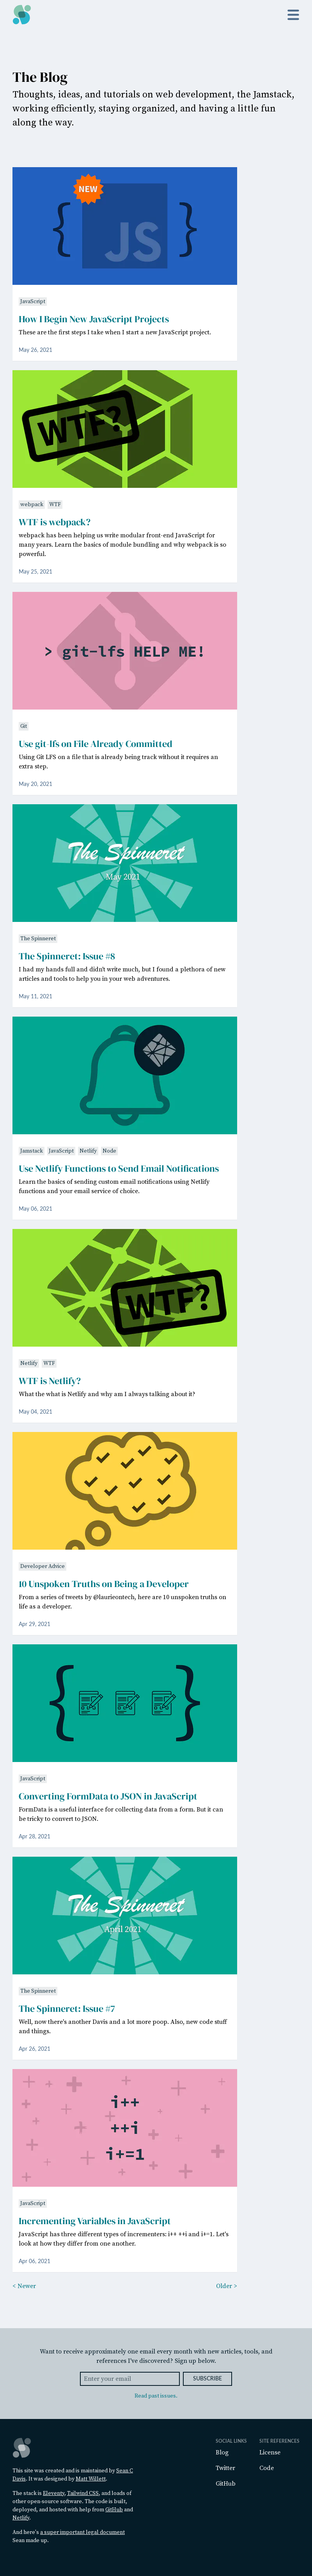 The Blog
Thoughts, ideas, and tutorials on web development, the Jamstack,
working efficiently, staying organized, and having a little fun
along the way.
NEW
{ JS }
JavaScript
How I Begin New JavaScript Projects
These are the first steps I take when I start a new JavaScript project.
May 26, 2021
WTF?
webpack WTF
WTF is webpack?
webpack has been helping us write modular front-end JavaScript for
many years. Learn the basics of module bundling and why webpack is so
powerful.
May 25, 2021
> git-lfs HELP ME!
Git
Use git-lfs on File Already Committed
Using Git LFS on a file that is already being track without it requires an
extra step.
May 20, 2021
The Spinneret
May 2021
The Spinneret
The Spinneret: Issue #8
I had my hands full and didn't write much, but I found a plethora of new
articles and tools to help you in your web adventures.
May 11, 2021
Jamstack JavaScript Netlify Node
Use Netlify Functions to Send Email Notifications
Learn the basics of sending custom email notifications using Netlify
functions and your email service of choice.
May 06, 2021
WTF?
Netlify WTF
WTF is Netlify?
What the what is Netlify and why am I always talking about it?
May 04, 2021
Developer Advice
10 Unspoken Truths on Being a Developer
From a series of tweets by @laurieontech, here are 10 unspoken truths on
life as a developer.
Apr 29, 2021
{ }
JavaScript
Converting FormData to JSON in JavaScript
FormData is a useful interface for collecting data from a form. But it can
be tricky to convert to JSON.
Apr 28, 2021
The Spinneret
April 2021
The Spinneret
The Spinneret: Issue #7
Well, now there's another Davis and a lot more poop. Also, new code stuff
and things.
Apr 26, 2021
i++
++i
i+=1
JavaScript
Incrementing Variables in JavaScript
JavaScript has three different types of incrementers: i++ ++i and i+=1. Let's
look at how they differ from one another.
Apr 06, 2021
< Newer
Older >
Want to receive approximately one email every month with new articles, tools, and
references I've discovered? Sign up below.
Enter your email
SUBSCRIBE
Read past issues.
This site was created and is maintained by Sean C
Davis. It was designed by Matt Willett.
The stack is Eleventy, Tailwind CSS, and loads of
other open-source software. The code is built,
deployed, and hosted with help from GitHub and
Netlify.
And here's a super important legal document
Sean made up.
SOCIAL LINKS
Blog
Twitter
GitHub
SITE REFERENCES
License
Code